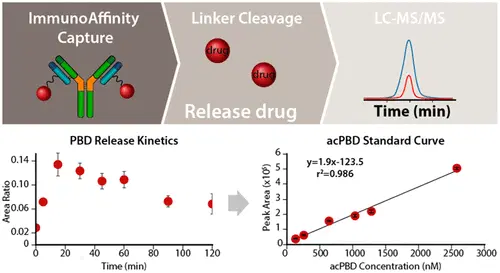 ImmunoAffinity
Capture
Linker Cleavage
drug
drug
Release drug
LC-MS/MS
Time (min)
PBD Release Kinetics
Area Ratio
0.14
0.10
0.06
0.02
0
0 20 40 60 80 100 120
Time (min)
acPBD Standard Curve
y=1.9x-123.5
r²=0.986
Peak Area (x10⁵)
6
5
4
3
2
1
0
0 500 1000 1500 2000 2500 3000
acPBD Concentration (nM)